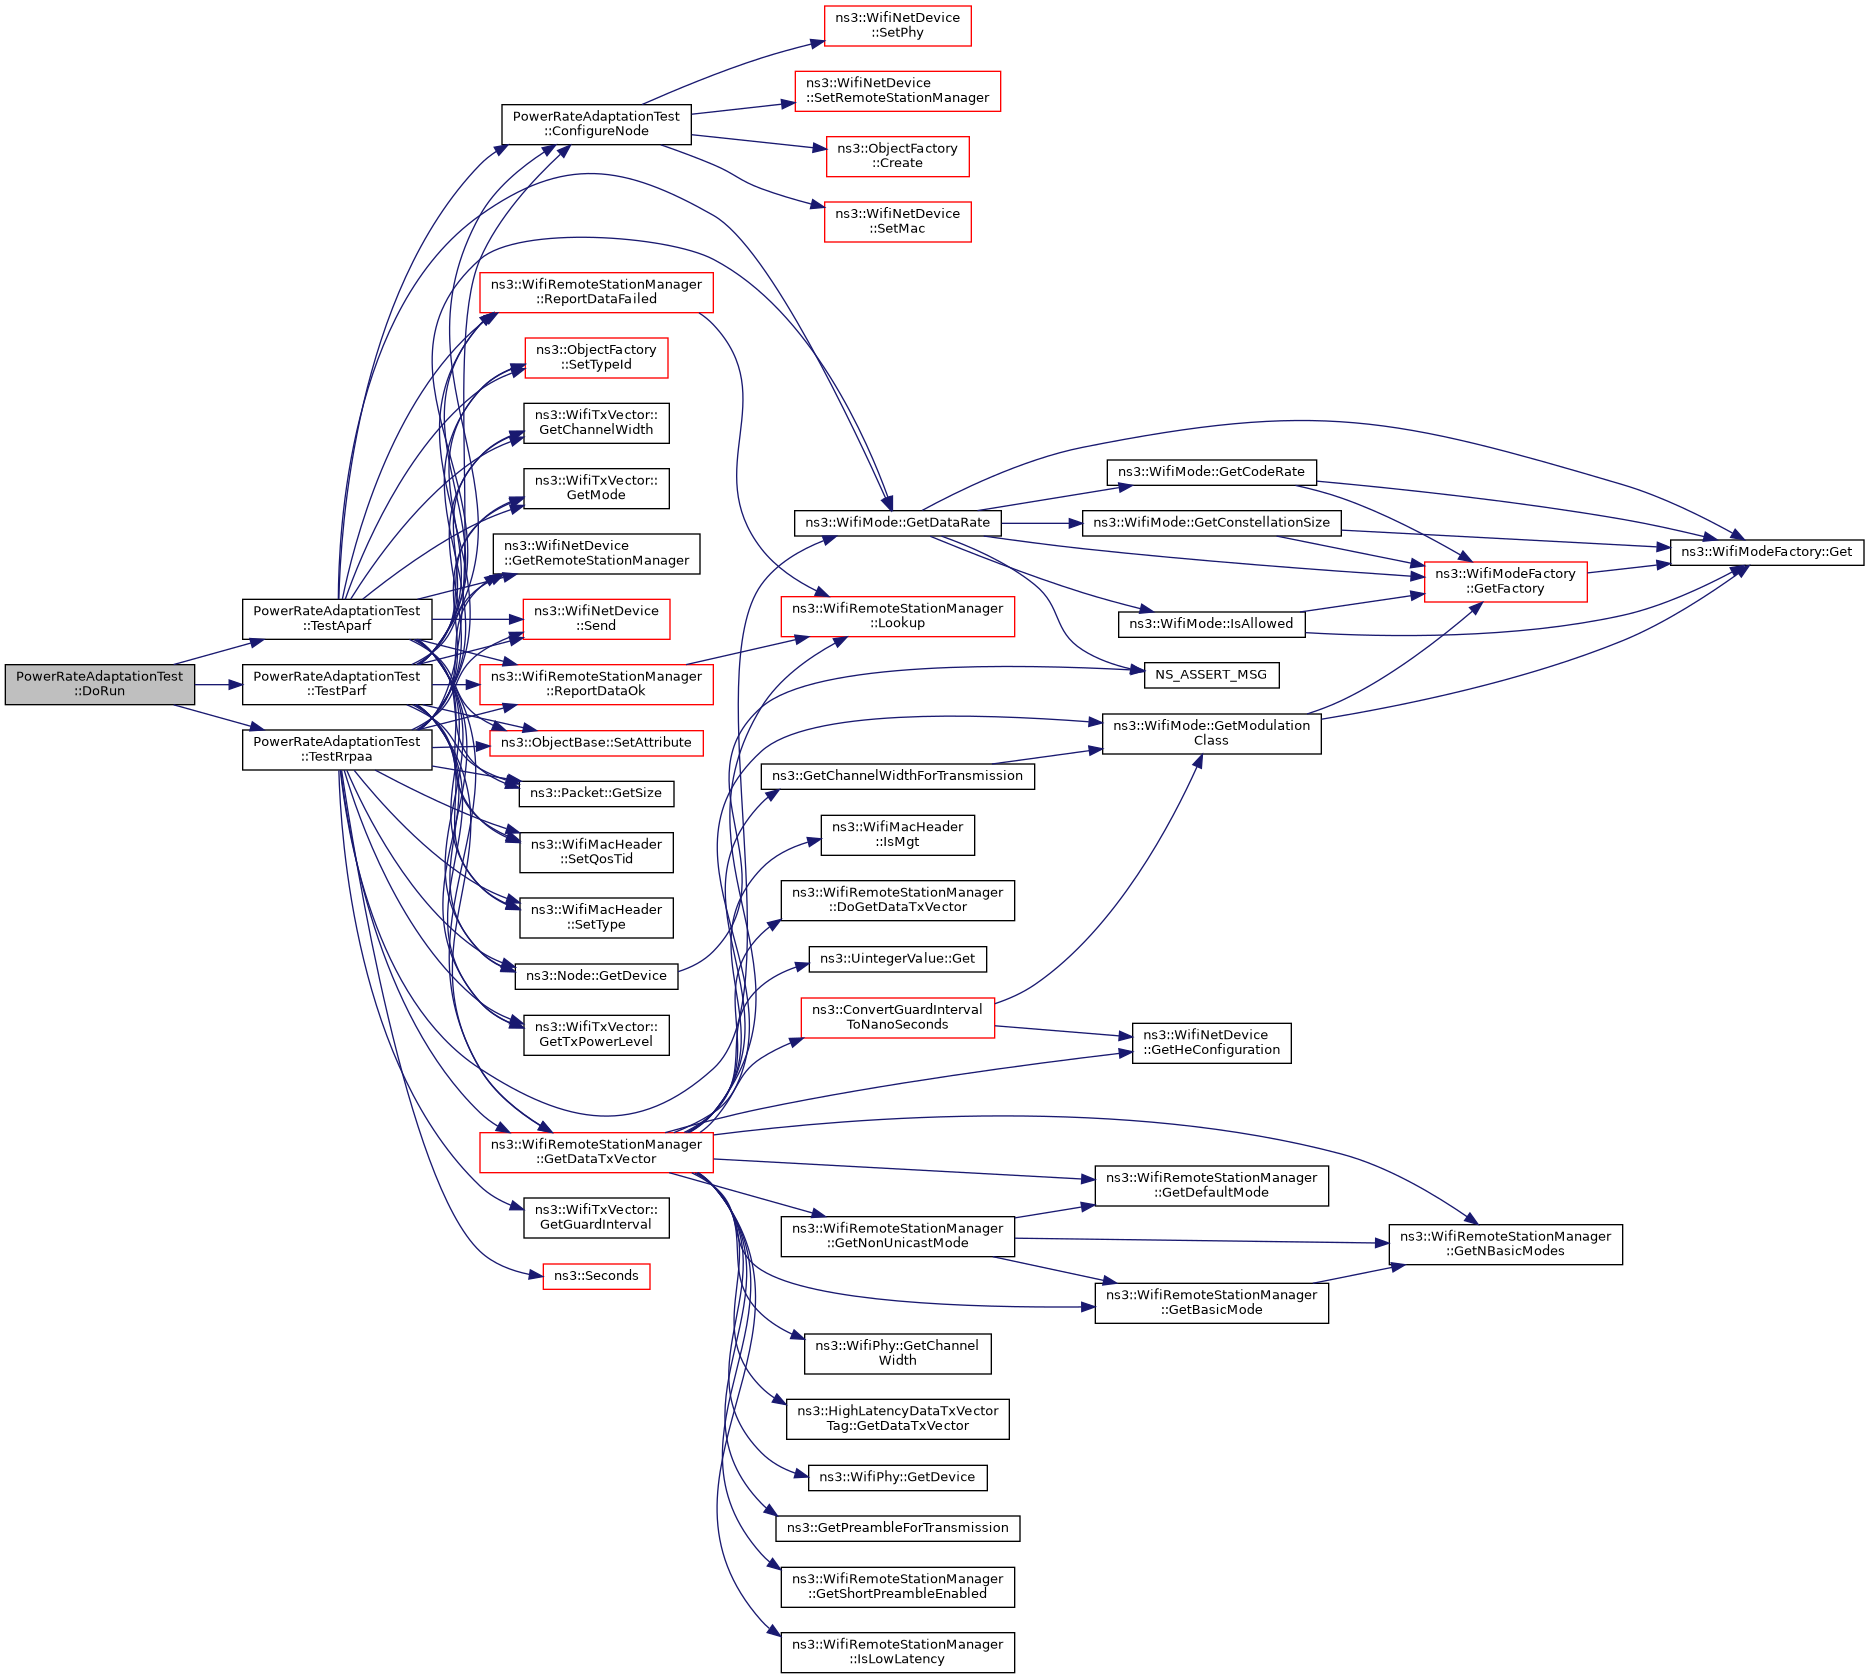 PowerRateAdaptationTest
::DoRun
PowerRateAdaptationTest
::TestAparf
PowerRateAdaptationTest
::TestParf
PowerRateAdaptationTest
::TestRrpaa
PowerRateAdaptationTest
::ConfigureNode
ns3::WifiRemoteStationManager
::ReportDataFailed
ns3::ObjectFactory
::SetTypeId
ns3::WifiTxVector::
GetChannelWidth
ns3::WifiTxVector::
GetMode
ns3::WifiNetDevice
::GetRemoteStationManager
ns3::WifiNetDevice
::Send
ns3::WifiRemoteStationManager
::ReportDataOk
ns3::ObjectBase::SetAttribute
ns3::Packet::GetSize
ns3::WifiMacHeader
::SetQosTid
ns3::WifiMacHeader
::SetType
ns3::Node::GetDevice
ns3::WifiTxVector::
GetTxPowerLevel
ns3::WifiRemoteStationManager
::GetDataTxVector
ns3::WifiTxVector::
GetGuardInterval
ns3::Seconds
ns3::WifiNetDevice
::SetPhy
ns3::WifiNetDevice
::SetRemoteStationManager
ns3::ObjectFactory
::Create
ns3::WifiNetDevice
::SetMac
ns3::WifiMode::GetDataRate
ns3::WifiRemoteStationManager
::Lookup
ns3::GetChannelWidthForTransmission
ns3::WifiMacHeader
::IsMgt
ns3::WifiRemoteStationManager
::DoGetDataTxVector
ns3::UintegerValue::Get
ns3::ConvertGuardInterval
ToNanoSeconds
ns3::WifiRemoteStationManager
::GetNonUnicastMode
ns3::WifiPhy::GetChannel
Width
ns3::HighLatencyDataTxVector
Tag::GetDataTxVector
ns3::WifiPhy::GetDevice
ns3::GetPreambleForTransmission
ns3::WifiRemoteStationManager
::GetShortPreambleEnabled
ns3::WifiRemoteStationManager
::IsLowLatency
ns3::WifiMode::GetCodeRate
ns3::WifiMode::GetConstellationSize
ns3::WifiMode::IsAllowed
NS_ASSERT_MSG
ns3::WifiMode::GetModulation
Class
ns3::WifiNetDevice
::GetHeConfiguration
ns3::WifiRemoteStationManager
::GetDefaultMode
ns3::WifiRemoteStationManager
::GetBasicMode
ns3::WifiModeFactory
::GetFactory
ns3::WifiRemoteStationManager
::GetNBasicModes
ns3::WifiModeFactory::Get